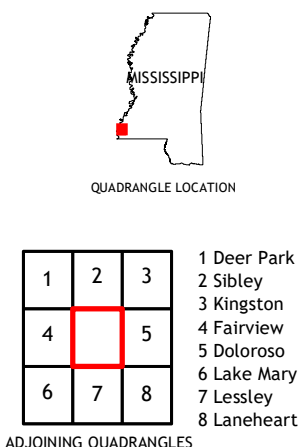 MISSISSIPPI
QUADRANGLE LOCATION
1 2 3
4 5
6 7 8
1 Deer Park
2 Sibley
3 Kingston
4 Fairview
5 Doloroso
6 Lake Mary
7 Lessley
8 Laneheart
ADJOINING QUADRANGLES